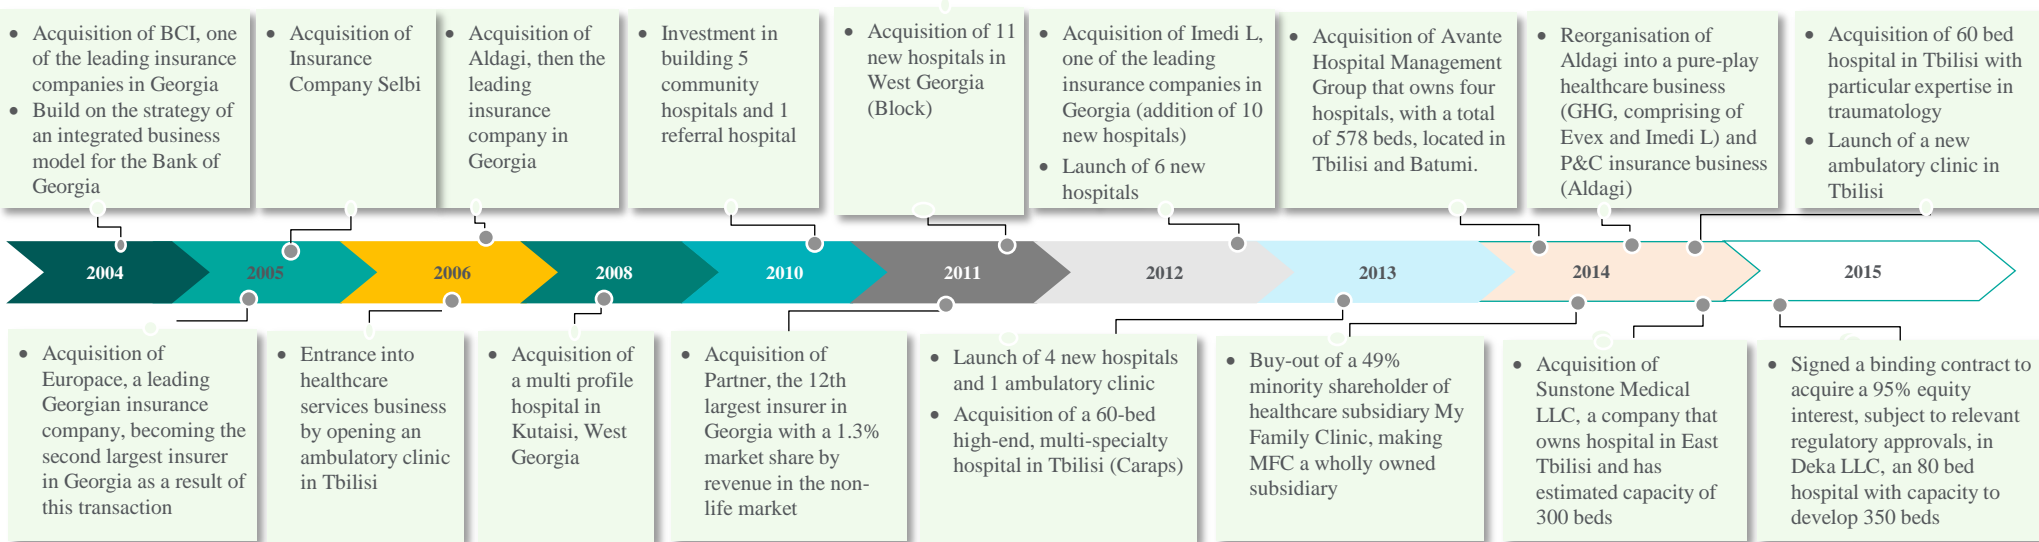 • Acquisition of BCI, one
of the leading insurance
companies in Georgia
• Build on the strategy of
an integrated business
model for the Bank of
Georgia
• Acquisition of
Insurance
Company Selbi
• Acquisition of
Aldagi, then the
leading
insurance
company in
Georgia
• Investment in
building 5
community
hospitals and 1
referral hospital
• Acquisition of 11
new hospitals in
West Georgia
(Block)
• Acquisition of Imedi L,
one of the leading
insurance companies in
Georgia (addition of 10
new hospitals)
• Launch of 6 new
hospitals
• Acquisition of Avante
Hospital Management
Group that owns four
hospitals, with a total
of 578 beds, located in
Tbilisi and Batumi.
• Reorganisation of
Aldagi into a pure-play
healthcare business
(GHG, comprising of
Evex and Imedi L) and
P&C insurance business
(Aldagi)
• Acquisition of 60 bed
hospital in Tbilisi with
particular expertise in
traumatology
• Launch of a new
ambulatory clinic in
Tbilisi
2004
2005
2006
2008
2010
2011
2012
2013
2014
2015
• Acquisition of
Europace, a leading
Georgian insurance
company, becoming the
second largest insurer
in Georgia as a result of
this transaction
• Entrance into
healthcare
services business
by opening an
ambulatory clinic
in Tbilisi
• Acquisition of
a multi profile
hospital in
Kutaisi, West
Georgia
• Acquisition of
Partner, the 12th
largest insurer in
Georgia with a 1.3%
market share by
revenue in the non-
life market
• Launch of 4 new hospitals
and 1 ambulatory clinic
• Acquisition of a 60-bed
high-end, multi-specialty
hospital in Tbilisi (Caraps)
• Buy-out of a 49%
minority shareholder of
healthcare subsidiary My
Family Clinic, making
MFC a wholly owned
subsidiary
• Acquisition of
Sunstone Medical
LLC, a company that
owns hospital in East
Tbilisi and has
estimated capacity of
300 beds
• Signed a binding contract to
acquire a 95% equity
interest, subject to relevant
regulatory approvals, in
Deka LLC, an 80 bed
hospital with capacity to
develop 350 beds